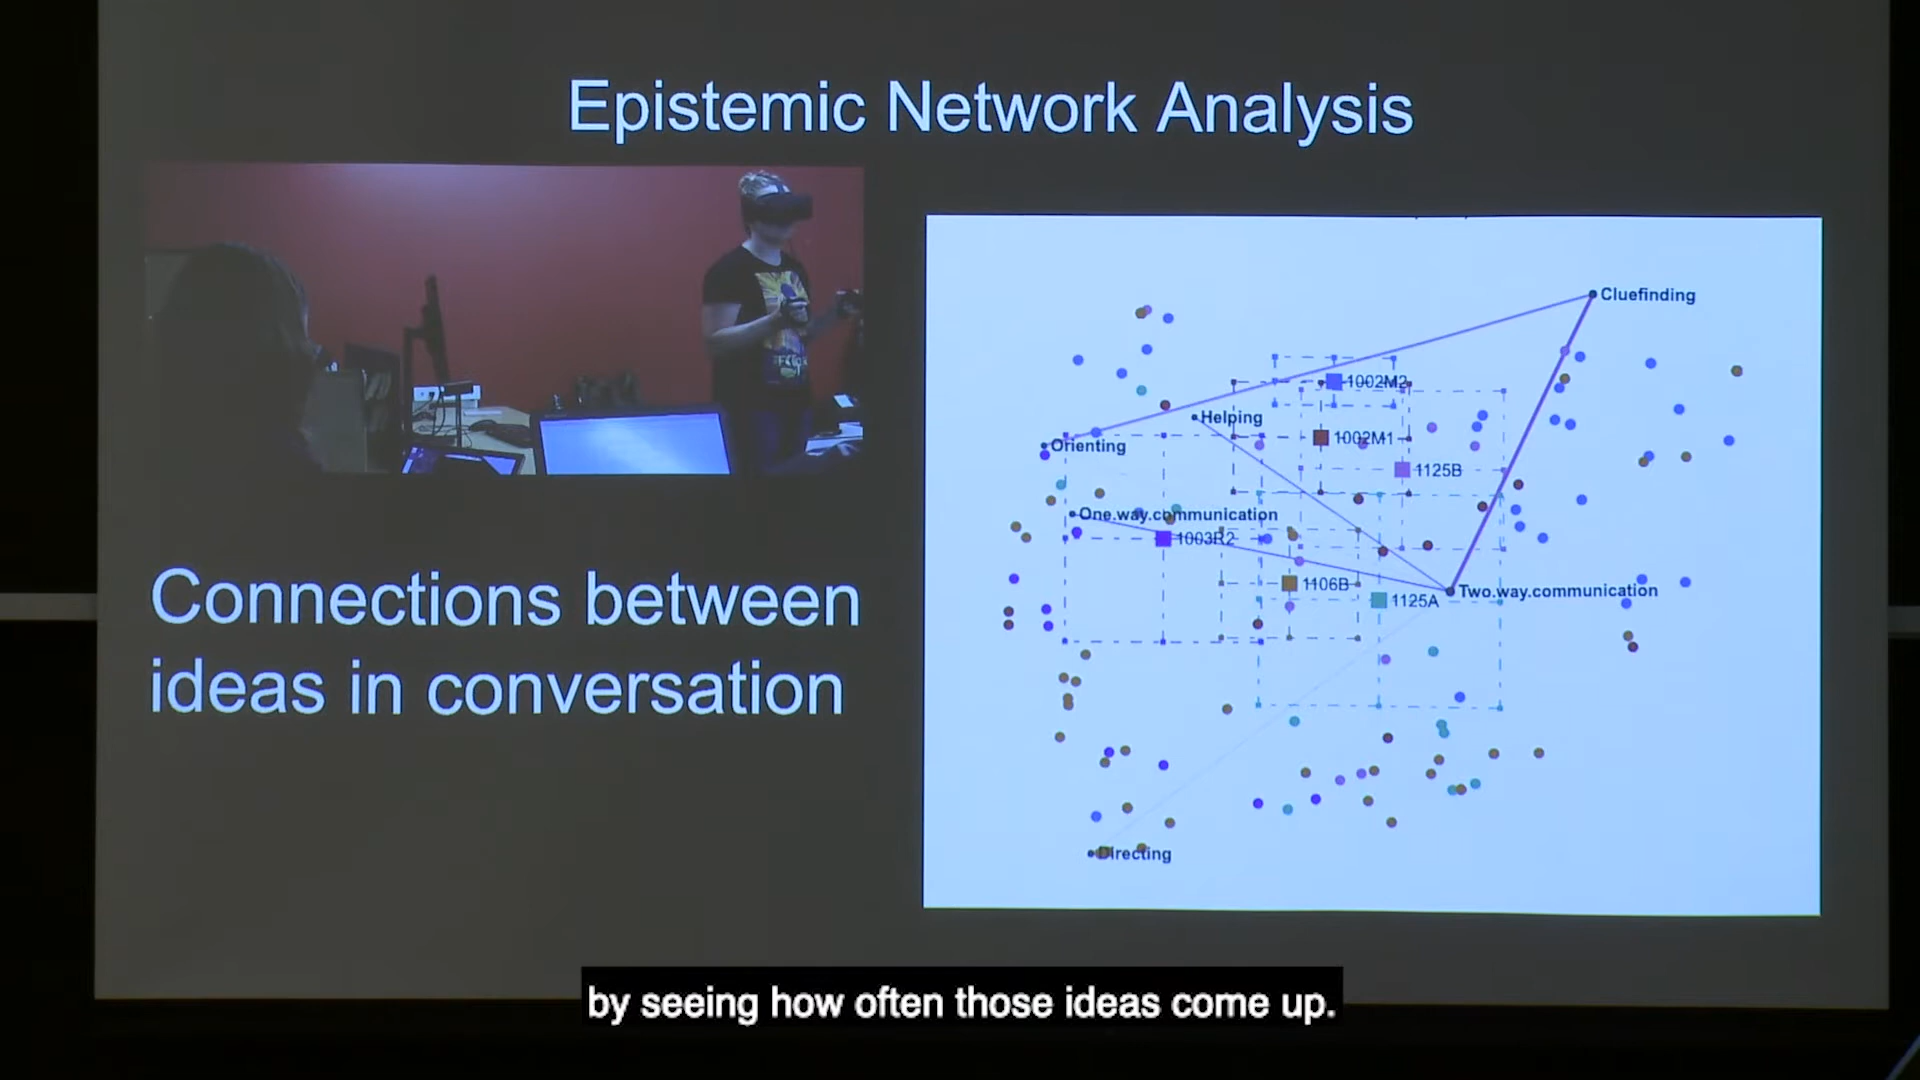 Epistemic Network Analysis
Connections between
ideas in conversation
Cluefinding
1002M2
Helping
1002M1
Orienting
1125B
One.way.communication
1003R2
1106B
Two.way.communication
1125A
Directing
by seeing how often those ideas come up.